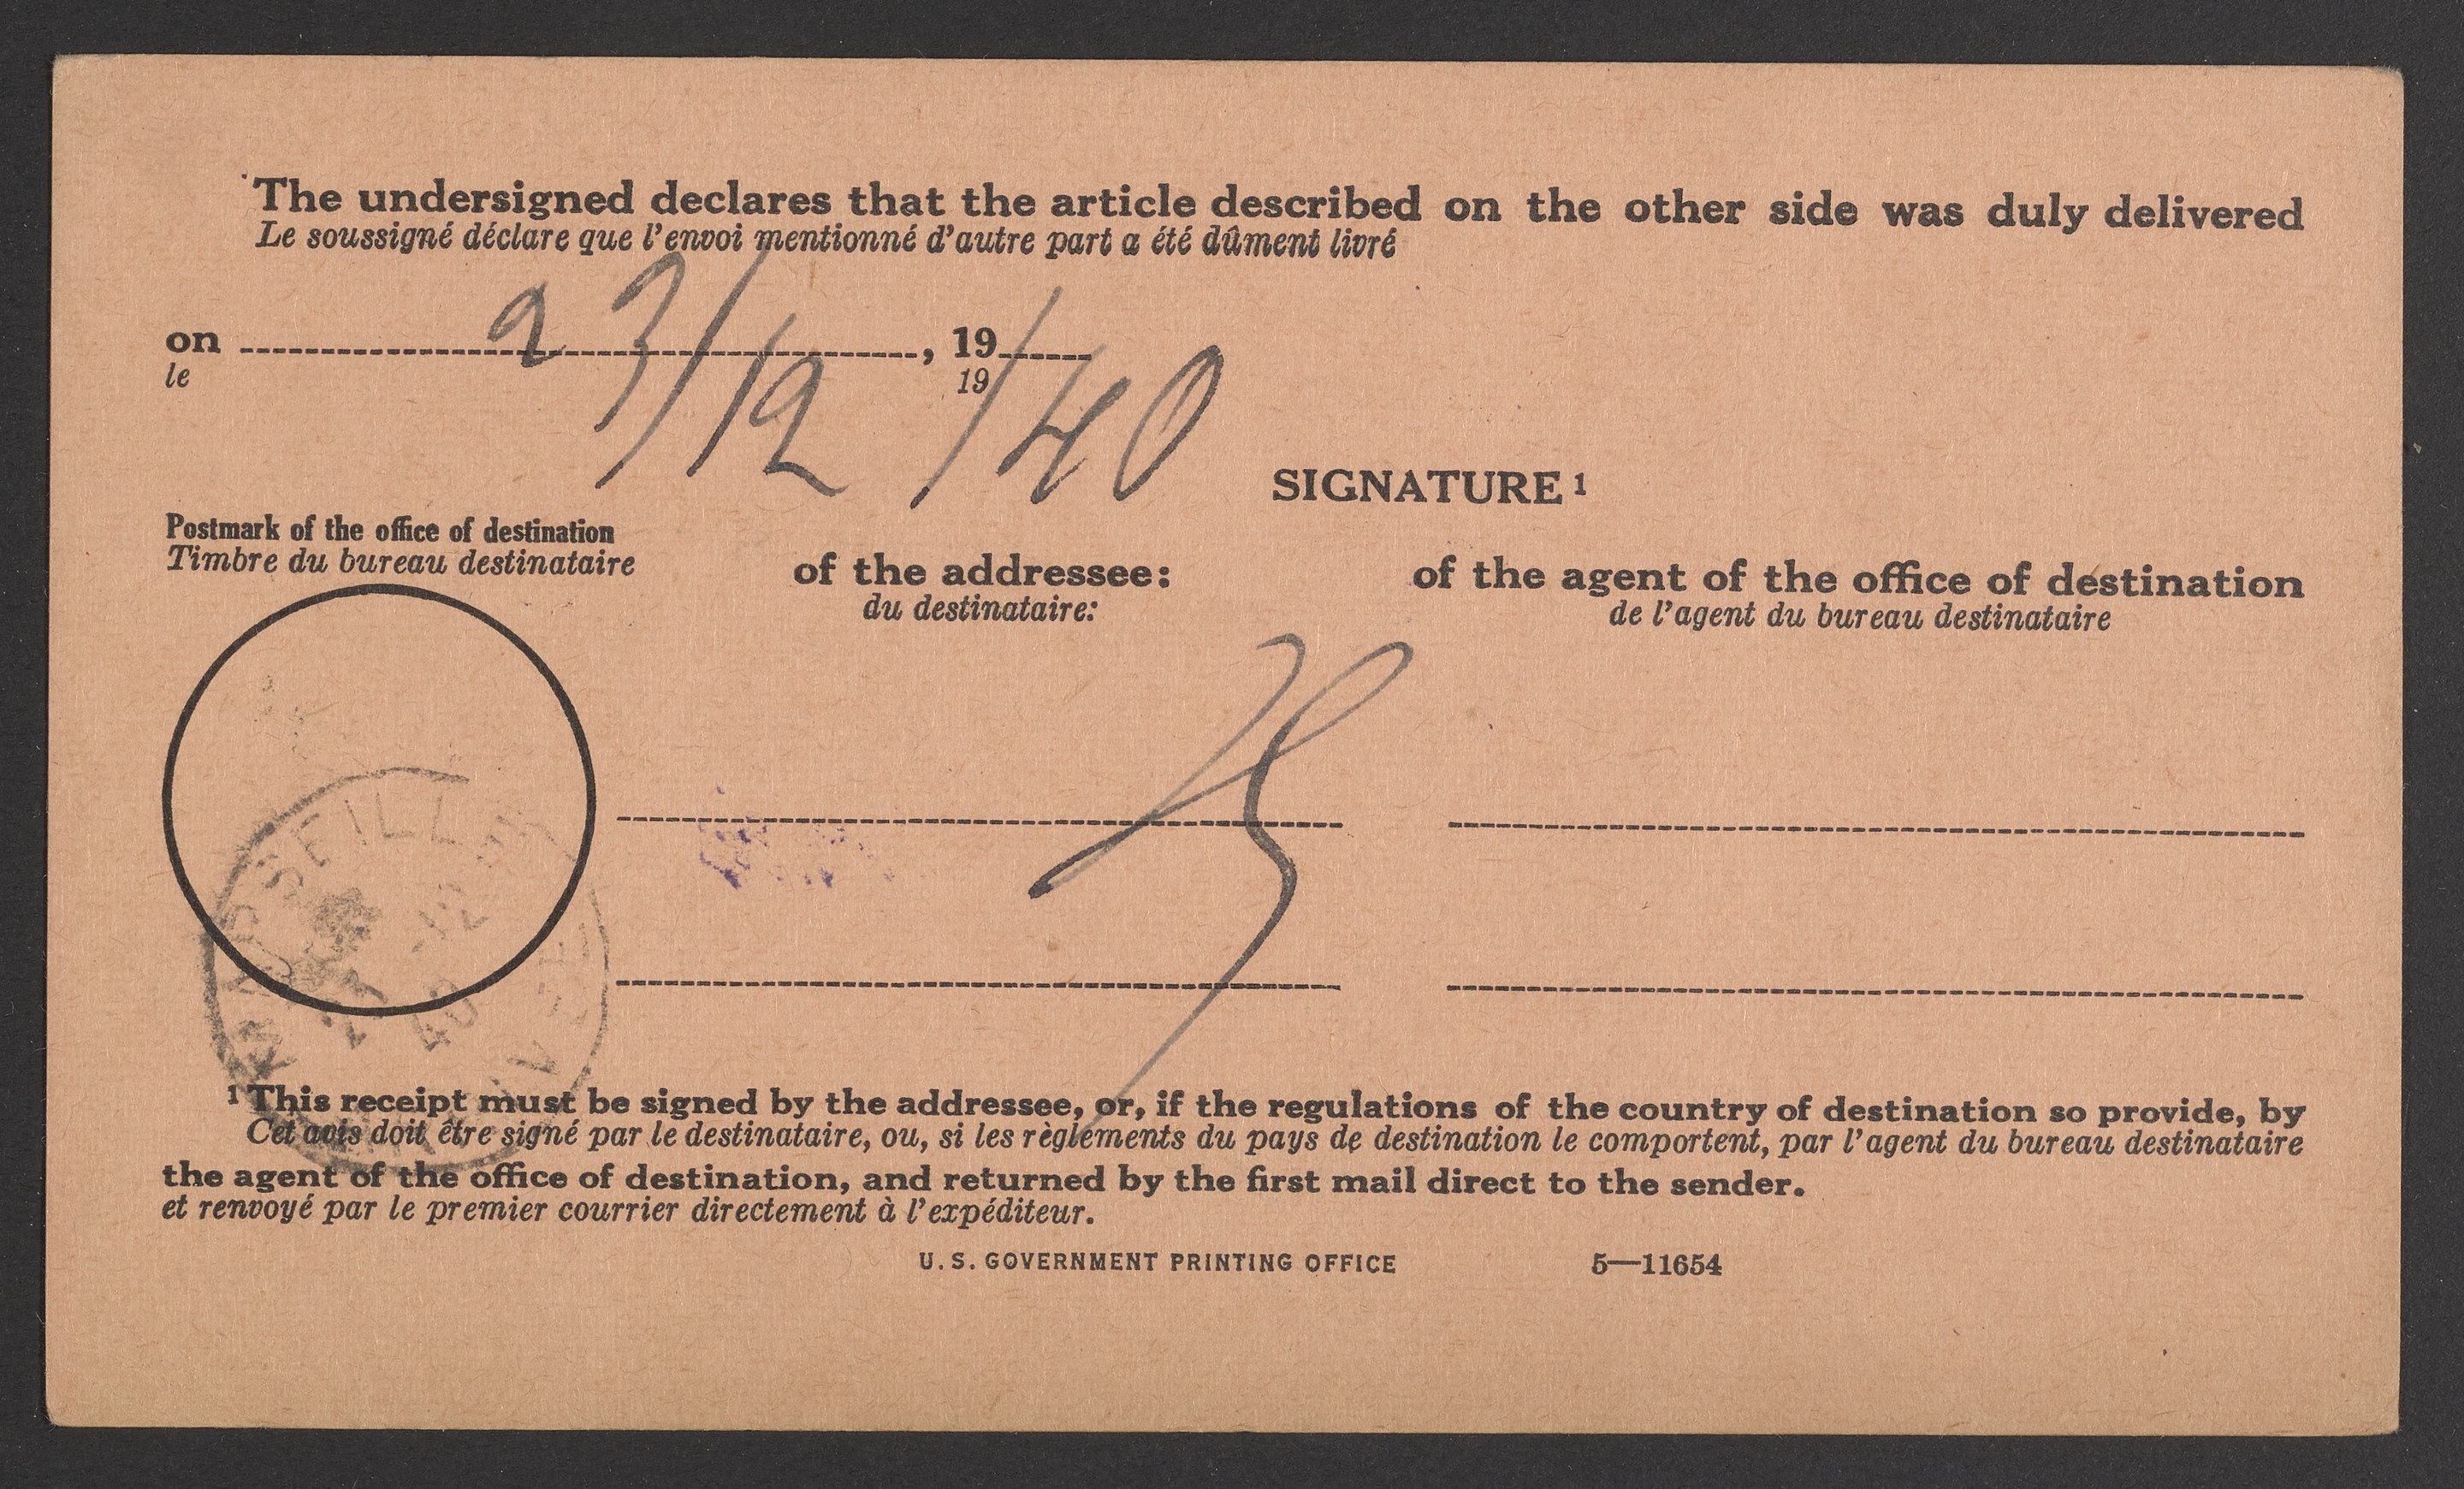 The undersigned declares that the article described on the other side was duly delivered
Le soussigné déclare que l'envoi mentionné d'autre part a été dûment livré
on 23/12, 19/40
le 19
SIGNATURE 1
Postmark of the office of destination
Timbre du bureau destinataire
of the addressee:
du destinataire:
of the agent of the office of destination
de l'agent du bureau destinataire
-12
40
1 This receipt must be signed by the addressee, or, if the regulations of the country of destination so provide, by
Cet avis doit être signé par le destinataire, ou, si les règlements du pays de destination le comportent, par l'agent du bureau destinataire
the agent of the office of destination, and returned by the first mail direct to the sender.
et renvoyé par le premier courrier directement à l'expéditeur.
U. S. GOVERNMENT PRINTING OFFICE 5—11654